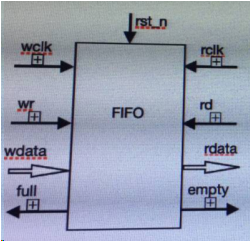 rst_n
wclk
rclk
wr
FIFO
rd
wdata
rdata
full
empty